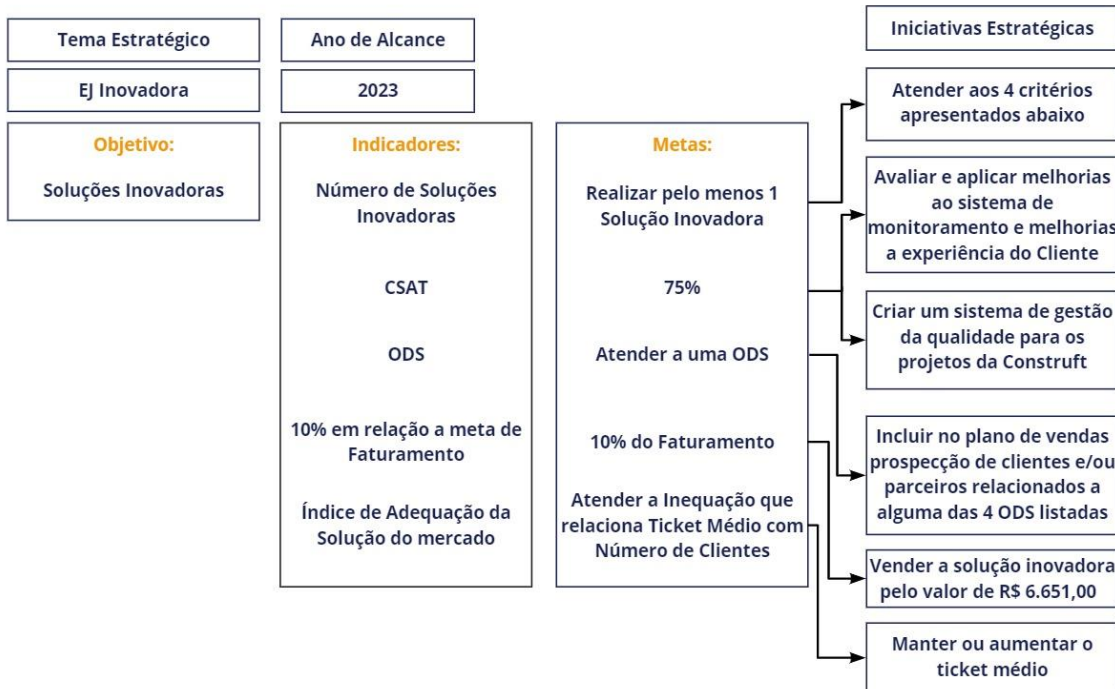 Tema Estratégico
Ano de Alcance
EJ Inovadora
2023
Objetivo:
Soluções Inovadoras
Indicadores:
Número de Soluções
Inovadoras
CSAT
ODS
10% em relação a meta de
Faturamento
Índice de Adequação da
Solução do mercado
Metas:
Realizar pelo menos 1
Solução Inovadora
75%
Atender a uma ODS
10% do Faturamento
Atender a Inequação que
relaciona Ticket Médio com
Número de Clientes
Iniciativas Estratégicas
Atender aos 4 critérios
apresentados abaixo
Avaliar e aplicar melhorias
ao sistema de
monitoramento e melhorias
a experiência do Cliente
Criar um sistema de gestão
da qualidade para os
projetos da Construft
Incluir no plano de vendas
prospecção de clientes e/ou
parceiros relacionados a
alguma das 4 ODS listadas
Vender a solução inovadora
pelo valor de R$ 6.651,00
Manter ou aumentar o
ticket médio